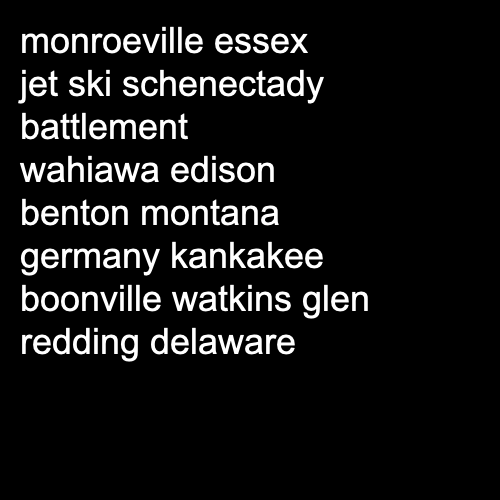 monroeville essex
jet ski schenectady
battlement
wahiawa edison
benton montana
germany kankakee
boonville watkins glen
redding delaware